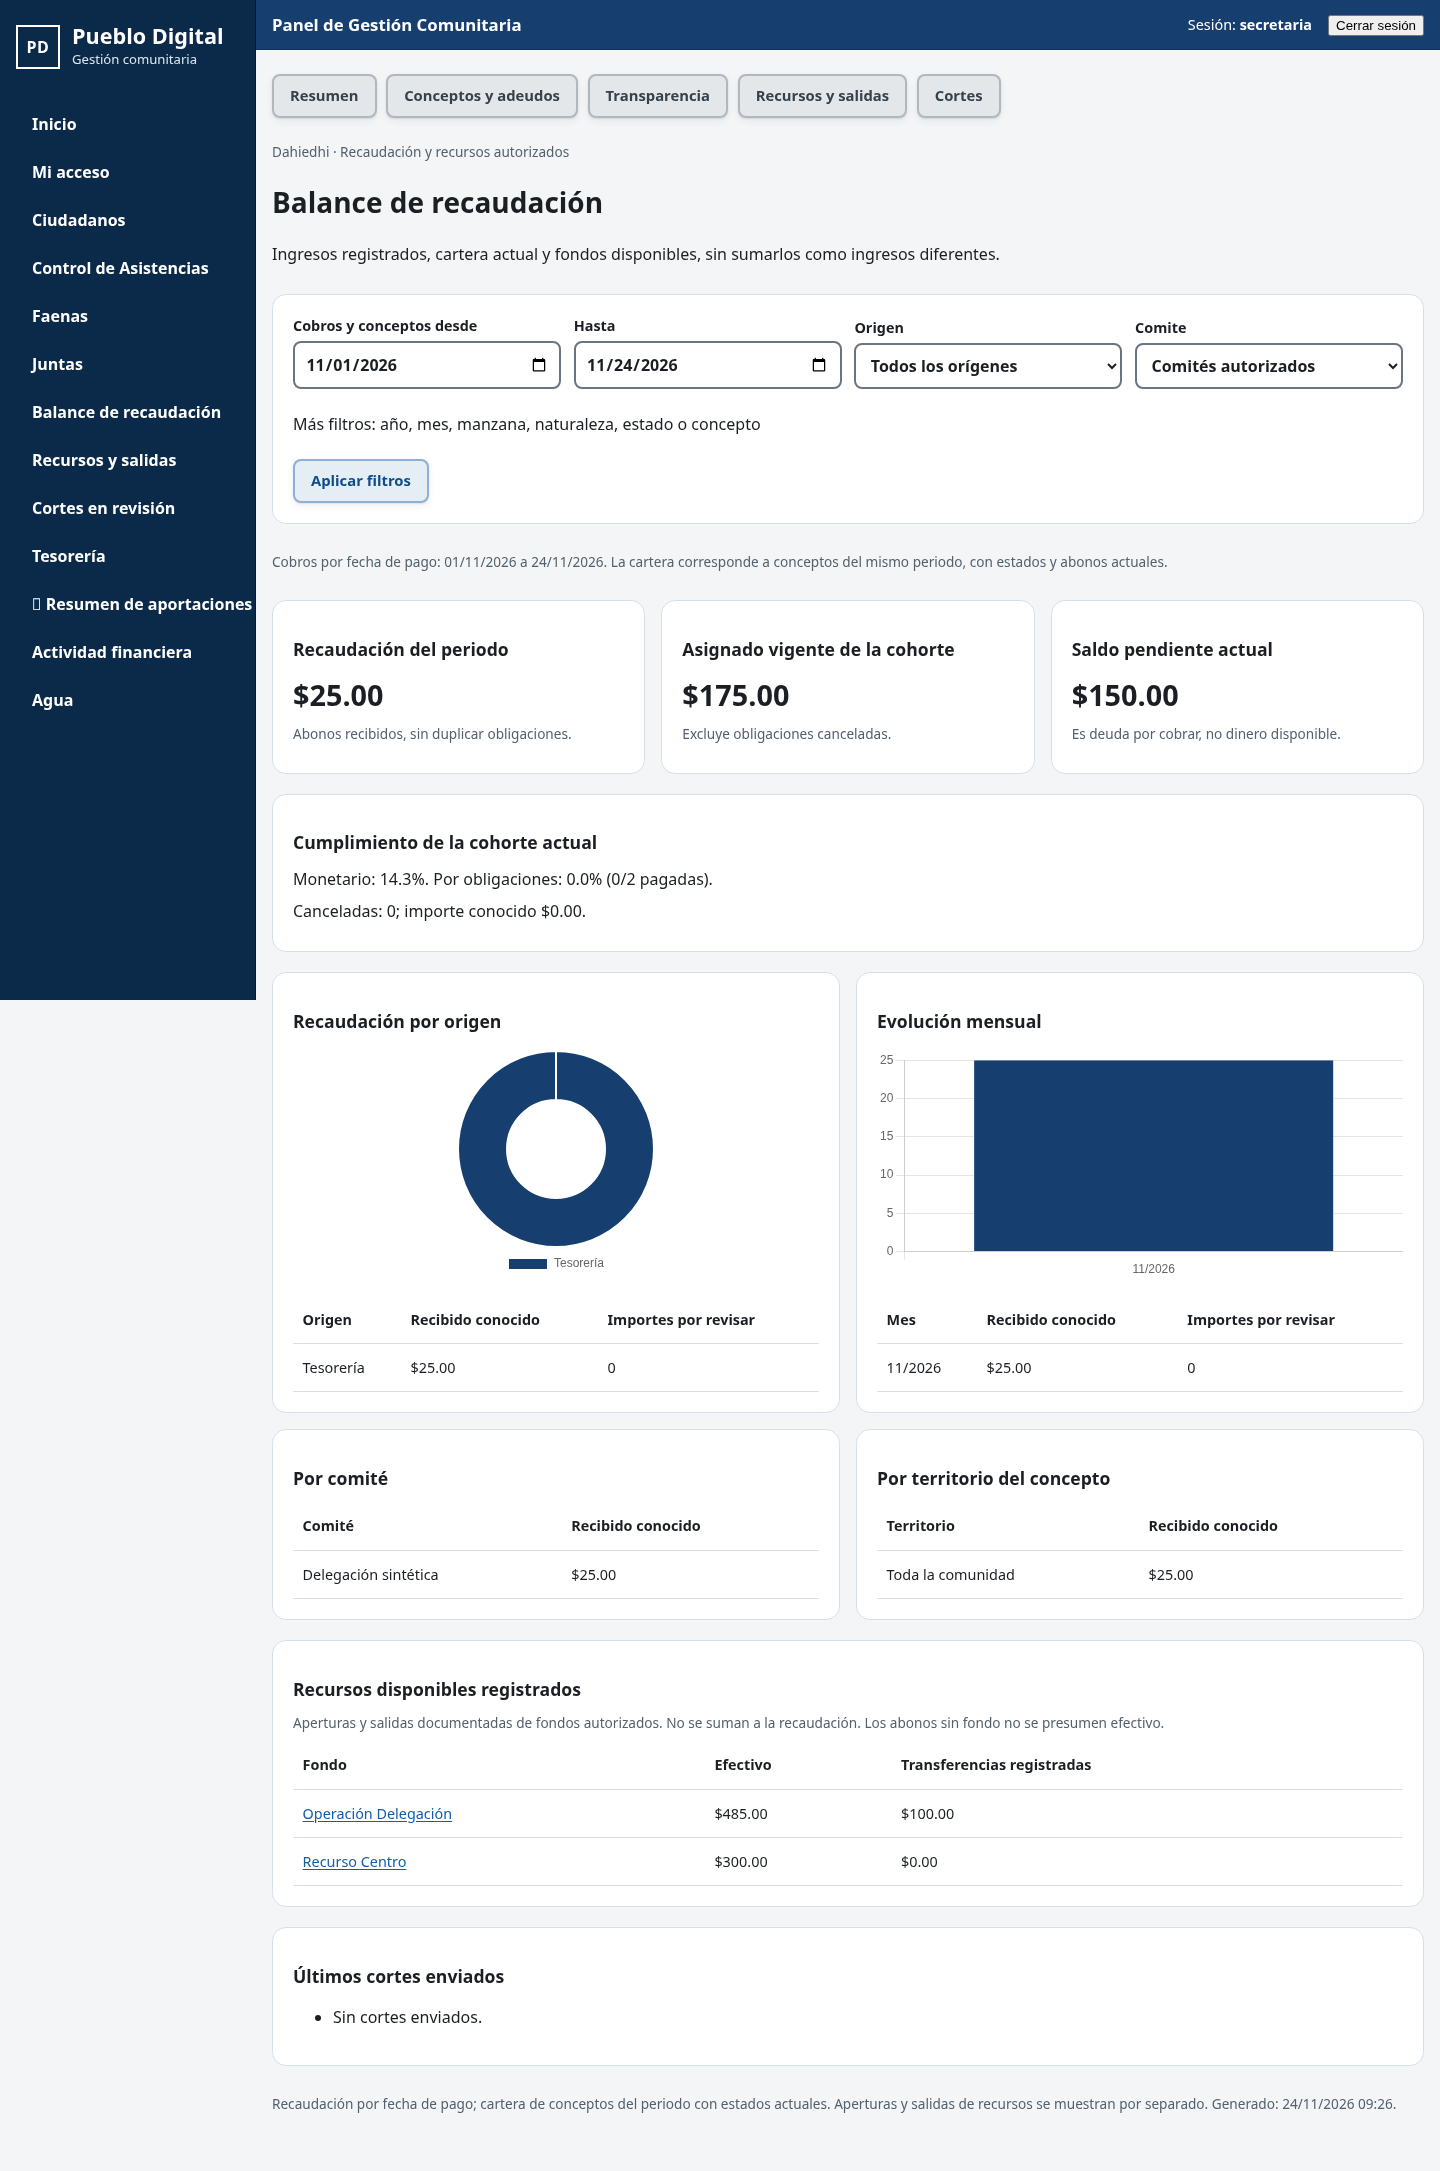 PD
Pueblo Digital
Gestión comunitaria
Inicio
Mi acceso
Ciudadanos
Control de Asistencias
Faenas
Juntas
Balance de recaudación
Recursos y salidas
Cortes en revisión
Tesorería
Resumen de aportaciones
Actividad financiera
Agua
Panel de Gestión Comunitaria
Sesión: secretaria
Cerrar sesión
Resumen
Conceptos y adeudos
Transparencia
Recursos y salidas
Cortes
Dahiedhi · Recaudación y recursos autorizados
Balance de recaudación
Ingresos registrados, cartera actual y fondos disponibles, sin sumarlos como ingresos diferentes.
Cobros y conceptos desde
Hasta
Origen
Comite
11/01/2026
11/24/2026
Todos los orígenes
Comités autorizados
Más filtros: año, mes, manzana, naturaleza, estado o concepto
Aplicar filtros
Cobros por fecha de pago: 01/11/2026 a 24/11/2026. La cartera corresponde a conceptos del mismo periodo, con estados y abonos actuales.
Recaudación del periodo
$25.00
Abonos recibidos, sin duplicar obligaciones.
Asignado vigente de la cohorte
$175.00
Excluye obligaciones canceladas.
Saldo pendiente actual
$150.00
Es deuda por cobrar, no dinero disponible.
Cumplimiento de la cohorte actual
Monetario: 14.3%. Por obligaciones: 0.0% (0/2 pagadas).
Canceladas: 0; importe conocido $0.00.
Recaudación por origen
Tesorería
Origen Recibido conocido Importes por revisar
Tesorería $25.00 0
Evolución mensual
25
20
15
10
5
0
11/2026
Mes Recibido conocido Importes por revisar
11/2026 $25.00 0
Por comité
Comité Recibido conocido
Delegación sintética $25.00
Por territorio del concepto
Territorio Recibido conocido
Toda la comunidad $25.00
Recursos disponibles registrados
Aperturas y salidas documentadas de fondos autorizados. No se suman a la recaudación. Los abonos sin fondo no se presumen efectivo.
Fondo Efectivo Transferencias registradas
Operación Delegación $485.00 $100.00
Recurso Centro $300.00 $0.00
Últimos cortes enviados
• Sin cortes enviados.
Recaudación por fecha de pago; cartera de conceptos del periodo con estados actuales. Aperturas y salidas de recursos se muestran por separado. Generado: 24/11/2026 09:26.